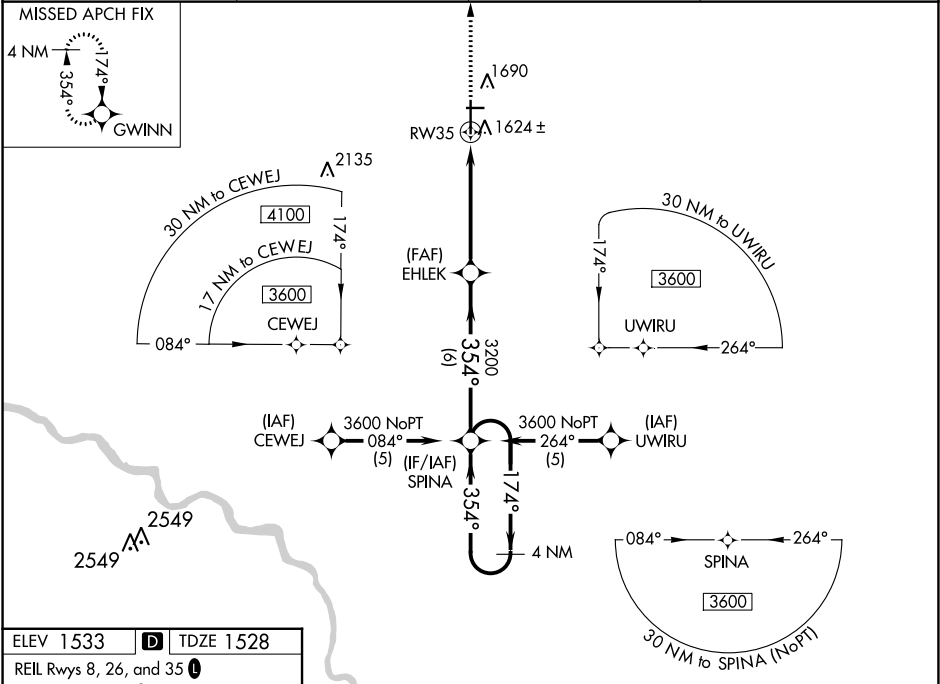 MISSED APCH FIX
4 NM
174°
354°
GWINN
1690
RW35
1624 ±
2135
30 NM to CEWEJ
4100
174°
17 NM to CEWEJ
3600
CEWEJ
084°
(FAF)
EHLEK
30 NM to UWIRU
174°
3600
UWIRU
264°
3200
354°
(6)
(IAF)
CEWEJ
3600 NoPT
084°
(5)
(IF/IAF)
SPINA
3600 NoPT
264°
(5)
(IAF)
UWIRU
354°
174°
4 NM
2549
2549
084°
264°
SPINA
3600
30 NM to SPINA (NoPT)
ELEV 1533 D TDZE 1528
REIL Rwys 8, 26, and 35 L